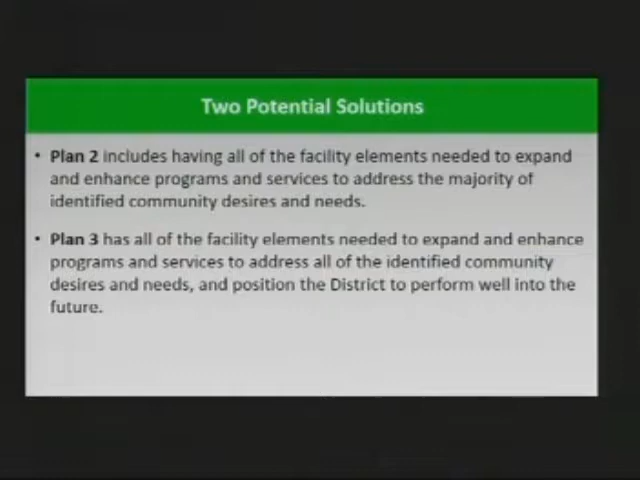 Two Potential Solutions
• Plan 2 includes having all of the facility elements needed to expand
and enhance programs and services to address the majority of
identified community desires and needs.
• Plan 3 has all of the facility elements needed to expand and enhance
programs and services to address all of the identified community
desires and needs, and position the District to perform well into the
future.